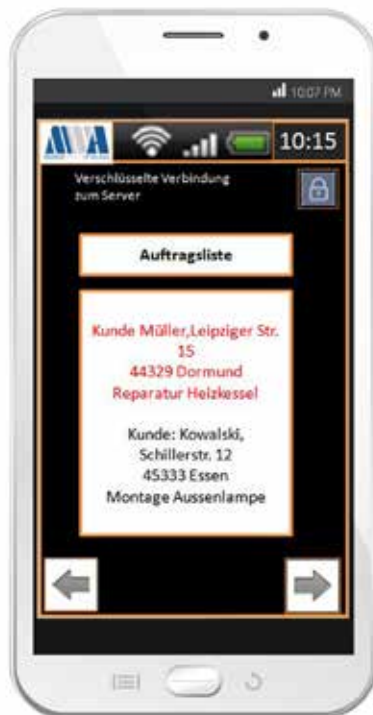 10:07 PM
10:15
Verschlüsselte Verbindung
zum Server
Auftragsliste
Kunde Müller,Leipziger Str.
15
44329 Dormund
Reparatur Heizkessel
Kunde: Kowalski,
Schillerstr. 12
45333 Essen
Montage Aussenlampe